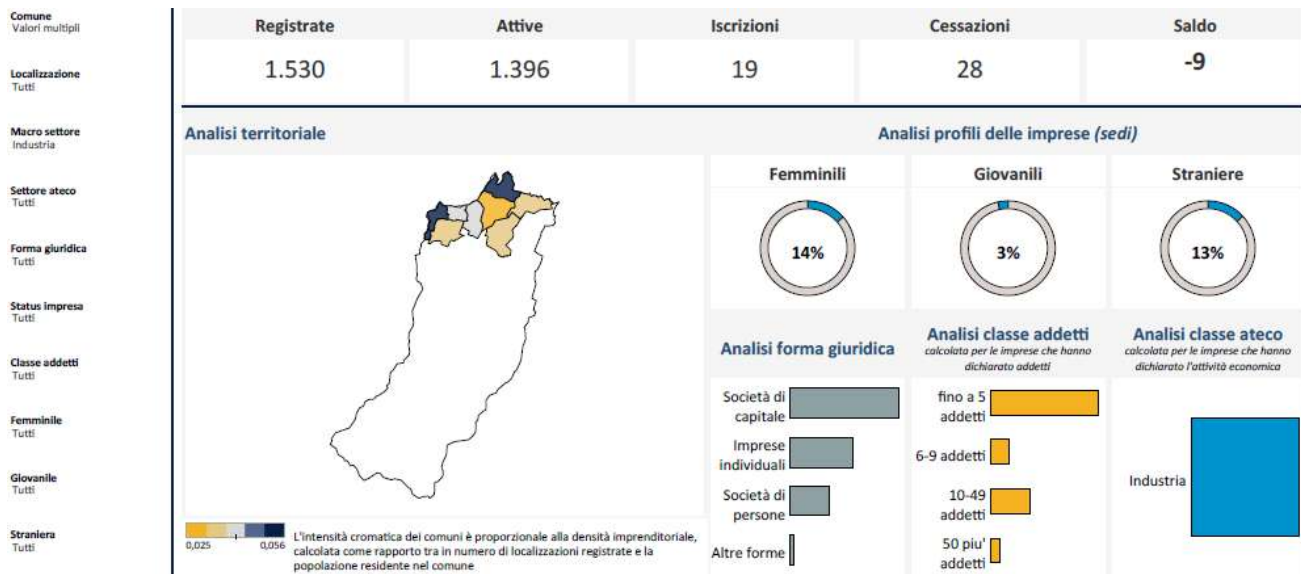 Comune
Valori multipli
Localizzazione
Tutti
Macro settore
Industria
Settore ateco
Tutti
Forma giuridica
Tutti
Status impresa
Tutti
Classe addetti
Tutti
Femminile
Tutti
Giovanile
Tutti
Straniera
Tutti
Registrate Attive Iscrizioni Cessazioni Saldo
1.530 1.396 19 28 -9
Analisi territoriale
0,025 0,056
L'intensità cromatica dei comuni è proporzionale alla densità imprenditoriale,
calcolata come rapporto tra in numero di localizzazioni registrate e la
popolazione residente nel comune
Analisi profili delle imprese (sedi)
Femminili Giovanili Straniere
14% 3% 13%
Analisi forma giuridica
Società di
capitale
Imprese
individuali
Società di
persone
Altre forme
Analisi classe addetti
calcolata per le imprese che hanno
dichiarato addetti
fino a 5
addetti
6-9 addetti
10-49
addetti
50 piu'
addetti
Analisi classe ateco
calcolata per le imprese che hanno
dichiarato l'attività economica
Industria